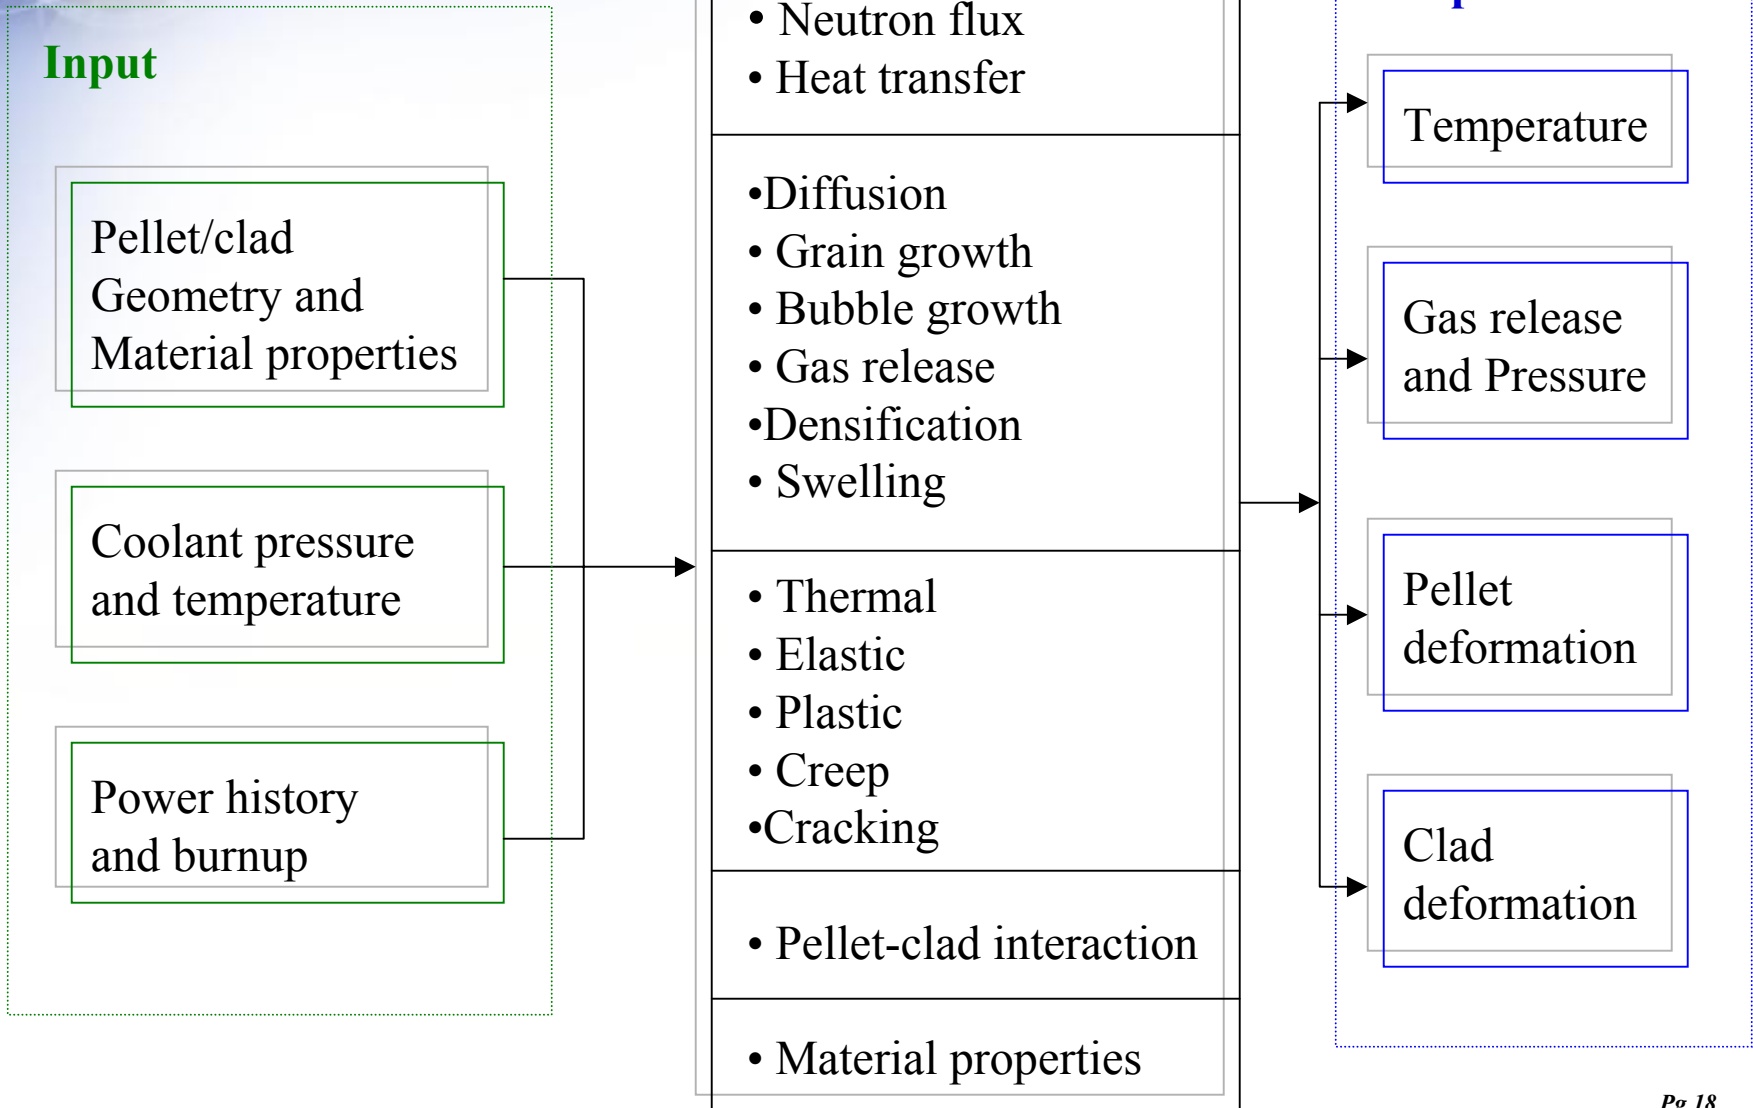 Input
Pellet/clad
Geometry and
Material properties
Coolant pressure
and temperature
Power history
and burnup
• Neutron flux
• Heat transfer
•Diffusion
• Grain growth
• Bubble growth
• Gas release
•Densification
• Swelling
• Thermal
• Elastic
• Plastic
• Creep
•Cracking
• Pellet-clad interaction
• Material properties
Temperature
Gas release
and Pressure
Pellet
deformation
Clad
deformation
Pg 18